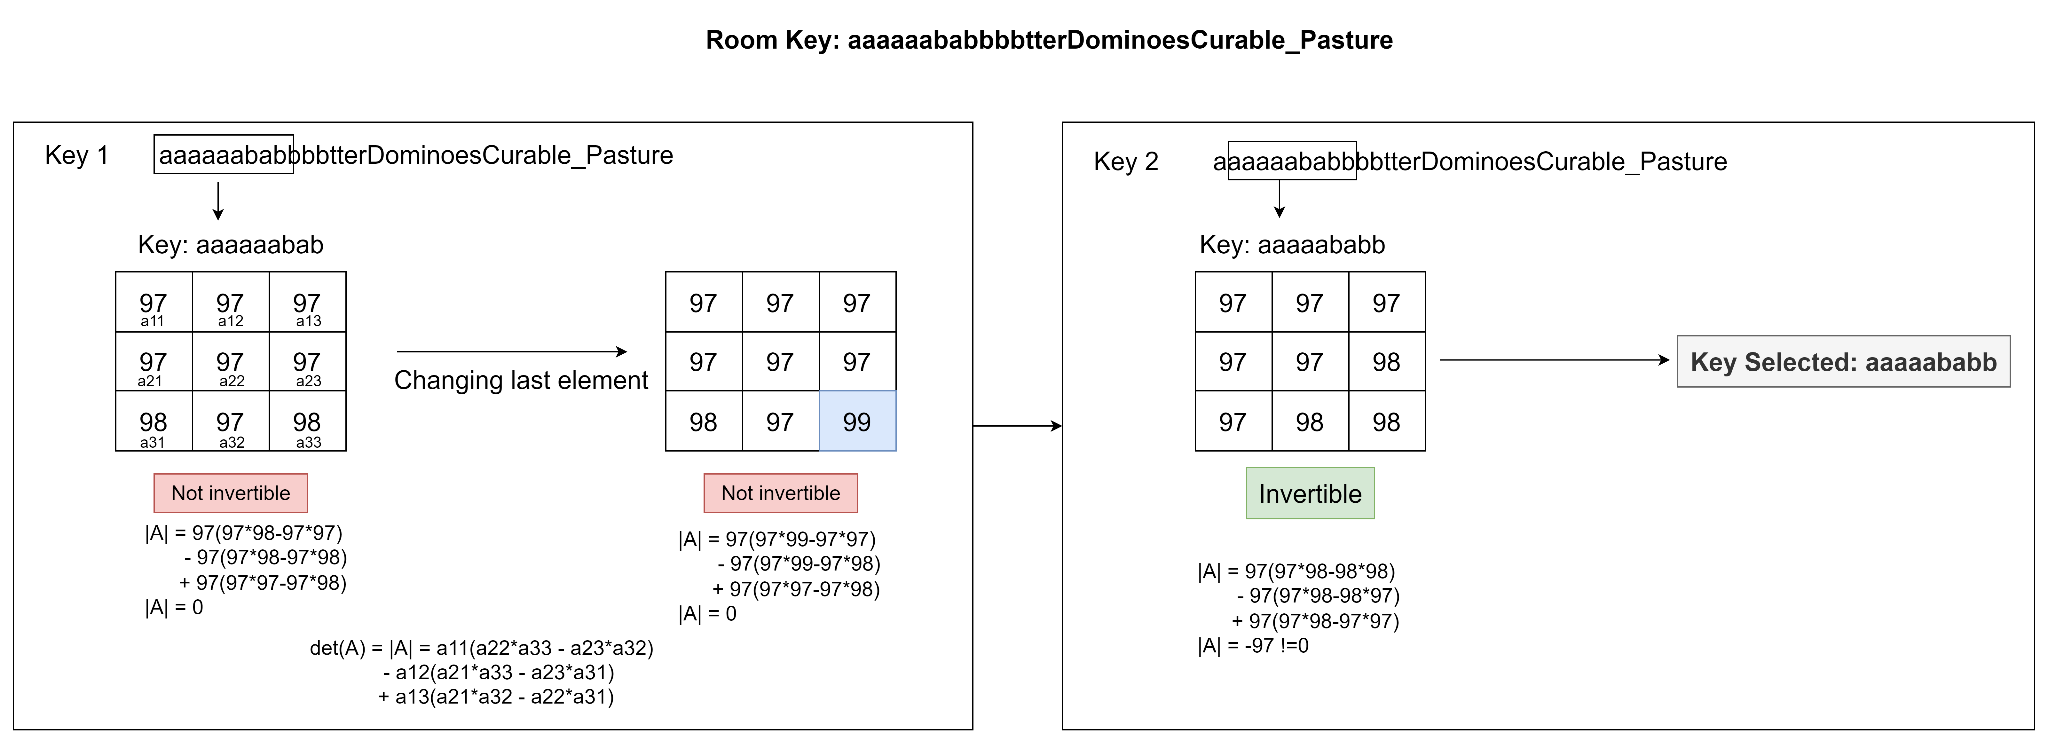 Room Key: aaaaaababbbbtterDominoesCurable_Pasture
Key 1
aaaaaababbbbtterDominoesCurable_Pasture
Key: aaaaaabab
97 97 97
a11 a12 a13
97 97 97
a21 a22 a23
98 97 98
a31 a32 a33
Not invertible
|A| = 97(97*98-97*97)
- 97(97*98-97*98)
+ 97(97*97-97*98)
|A| = 0
Changing last element
97 97 97
97 97 97
98 97 99
Not invertible
|A| = 97(97*99-97*97)
- 97(97*99-97*98)
+ 97(97*97-97*98)
|A| = 0
det(A) = |A| = a11(a22*a33 - a23*a32)
- a12(a21*a33 - a23*a31)
+ a13(a21*a32 - a22*a31)
Key 2
aaaaaababbbbtterDominoesCurable_Pasture
Key: aaaaababb
97 97 97
97 97 98
97 98 98
Invertible
|A| = 97(97*98-98*98)
- 97(97*98-98*97)
+ 97(97*98-97*97)
|A| = -97 !=0
Key Selected: aaaaababb